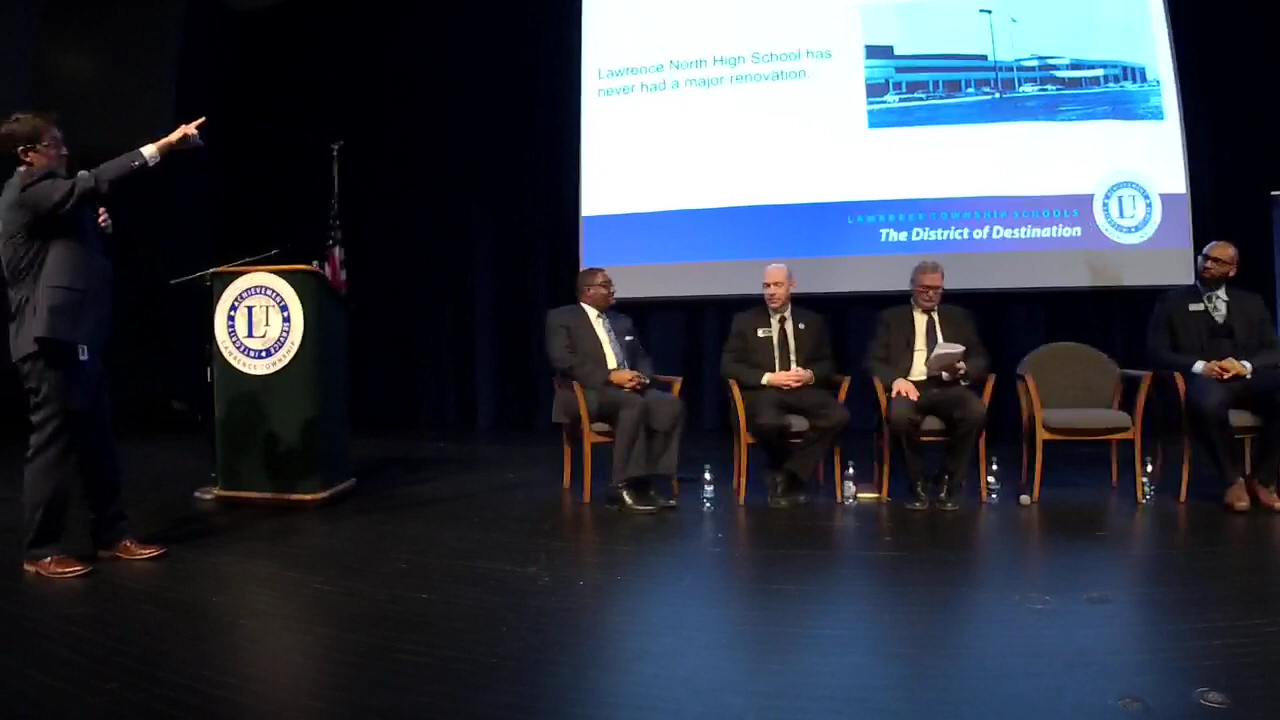 Lawrence North High School has
never had a major renovation.
LAWRENCE TOWNSHIP SCHOOLS
The District of Destination
LT
ACHIEVEMENT
SERVICE
INTEGRITY
LT
LAWRENCE TOWNSHIP